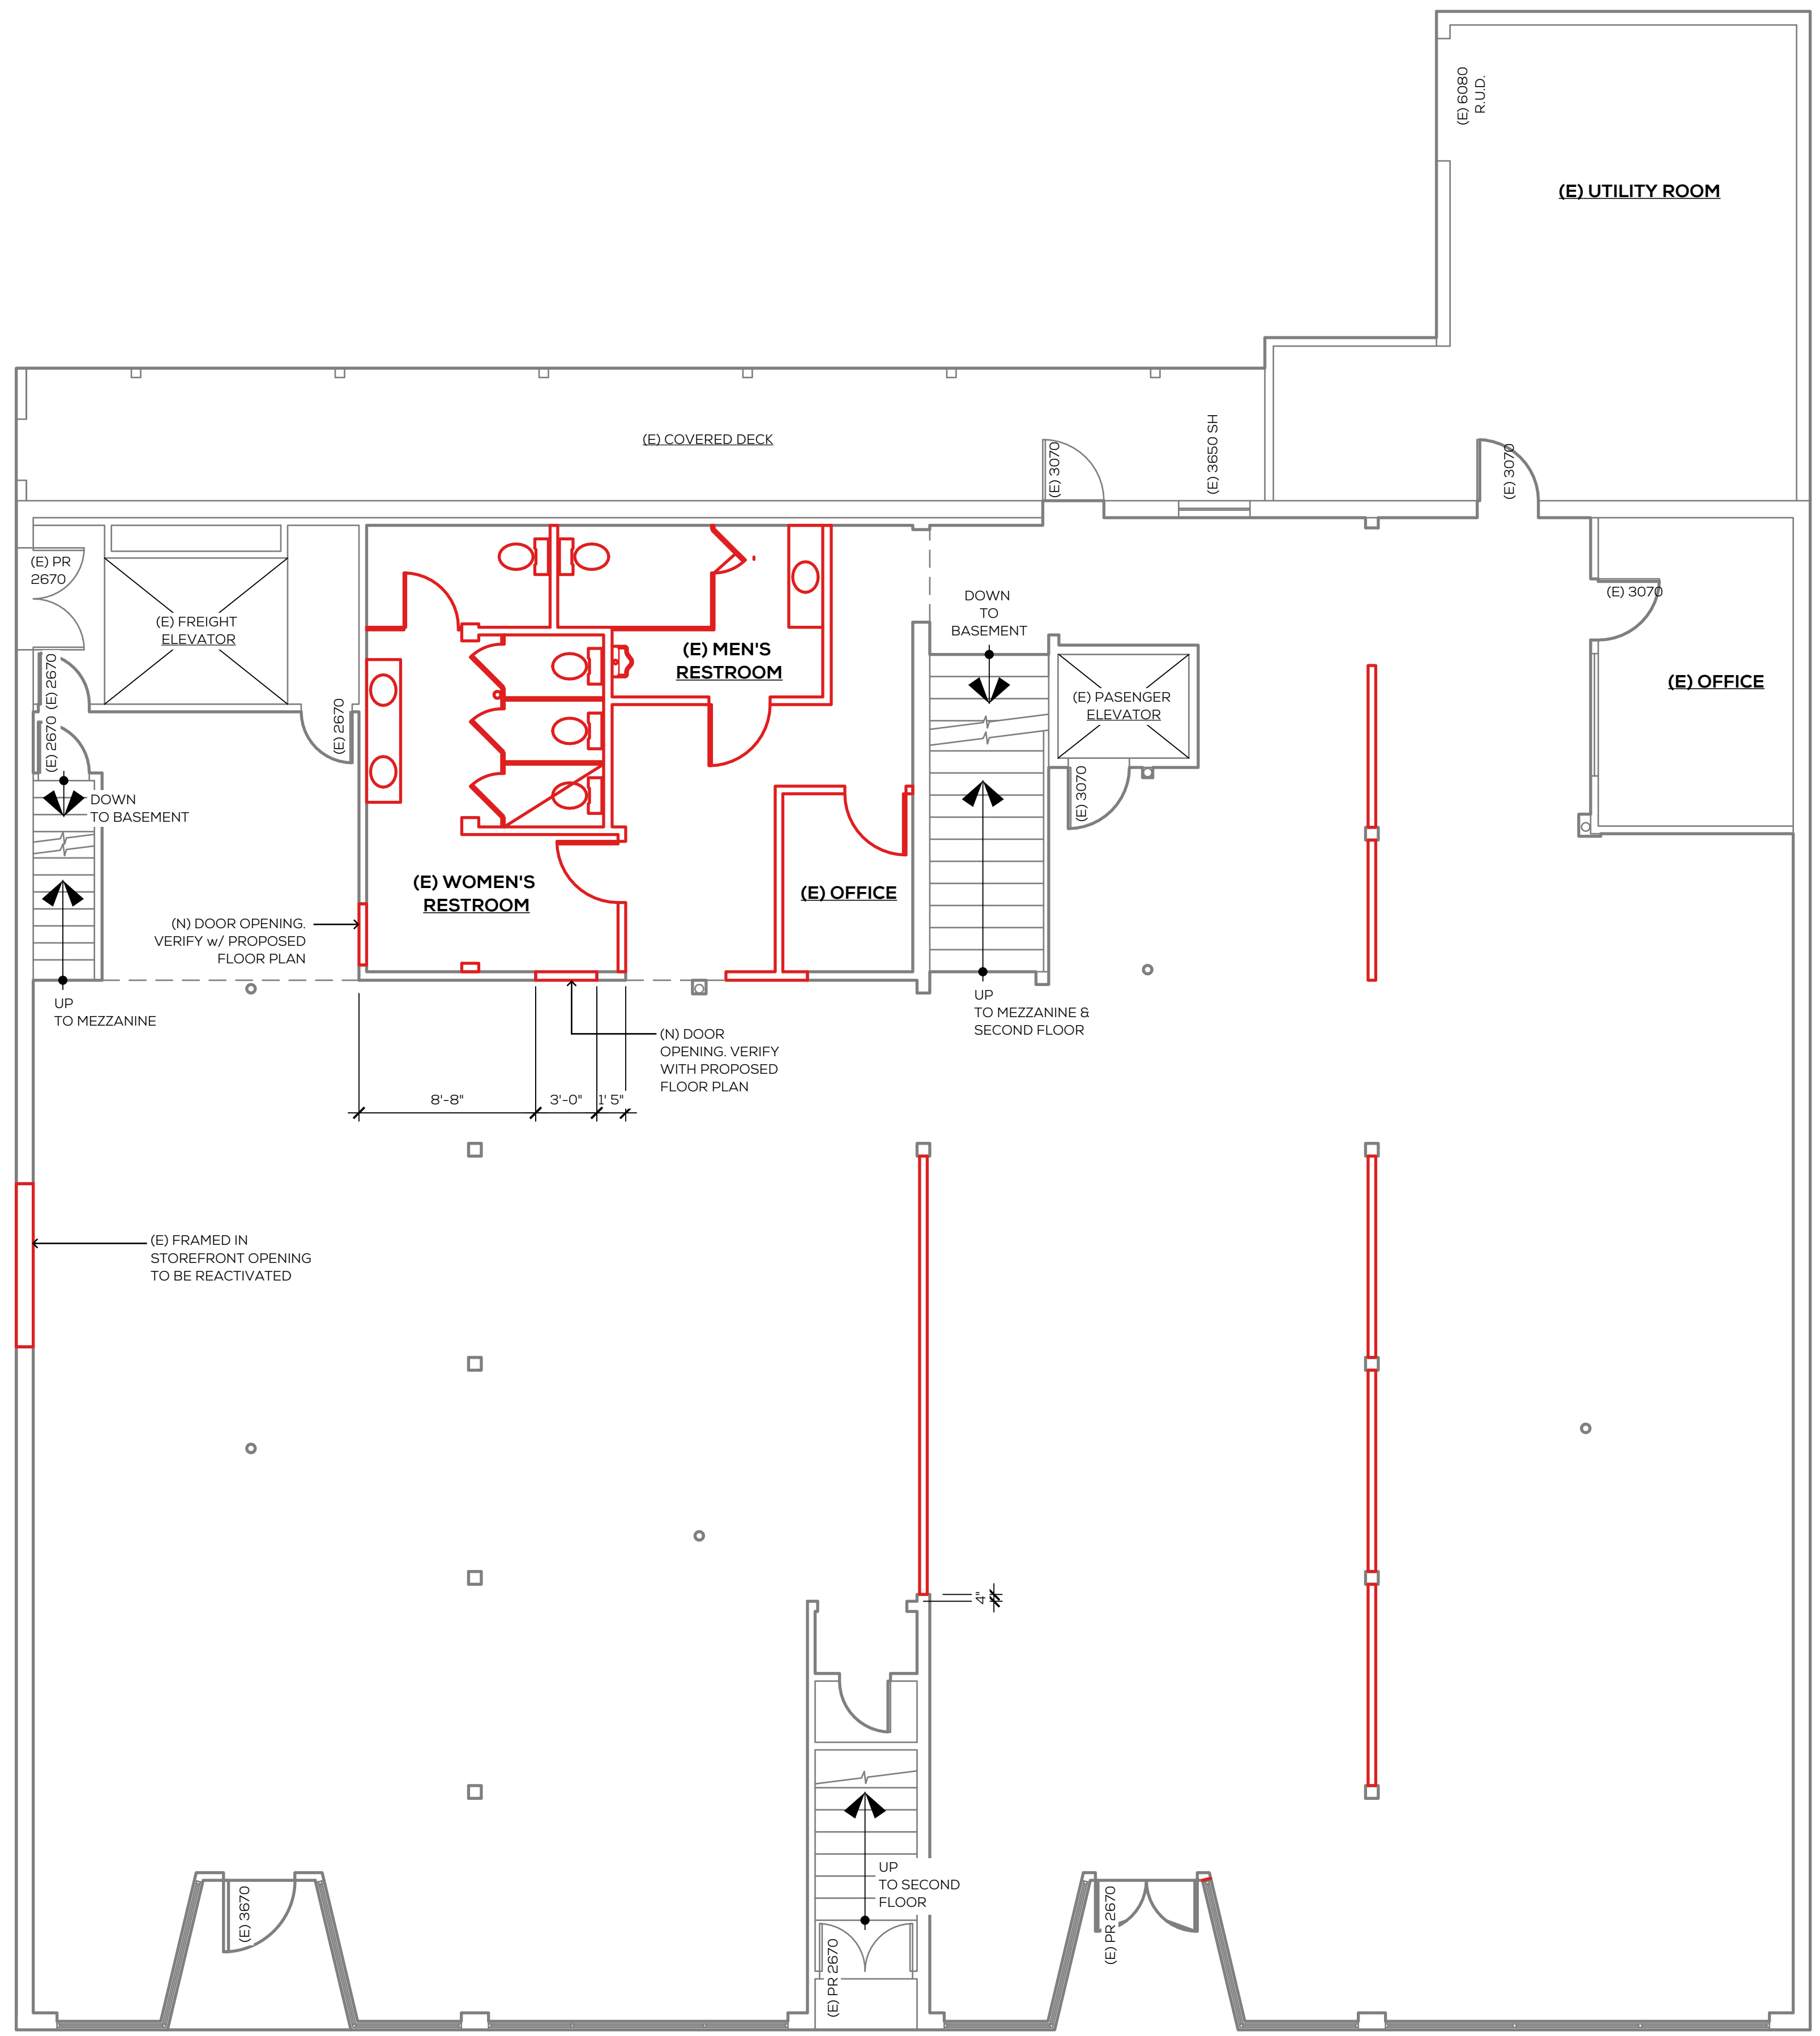 (E) 6080
R.U.D.
(E) UTILITY ROOM
(E) COVERED DECK
(E) 3070
(E) 3650 SH
(E) 3070
(E) PR
2670
(E) FREIGHT
ELEVATOR
(E) 2670
(E) 2670
(E) 2670
DOWN
TO BASEMENT
UP
TO MEZZANINE
(E) MEN'S
RESTROOM
(E) WOMEN'S
RESTROOM
(E) OFFICE
DOWN
TO
BASEMENT
(E) PASENGER
ELEVATOR
(E) 3070
(E) 3070
(E) OFFICE
(N) DOOR OPENING.
VERIFY w/ PROPOSED
FLOOR PLAN
UP
TO MEZZANINE &
SECOND FLOOR
(N) DOOR
OPENING. VERIFY
WITH PROPOSED
FLOOR PLAN
8'-8"
3'-0"
1' 5"
(E) FRAMED IN
STOREFRONT OPENING
TO BE REACTIVATED
4"
UP
TO SECOND
FLOOR
(E) 3670
(E) PR 2670
(E) PR 2670